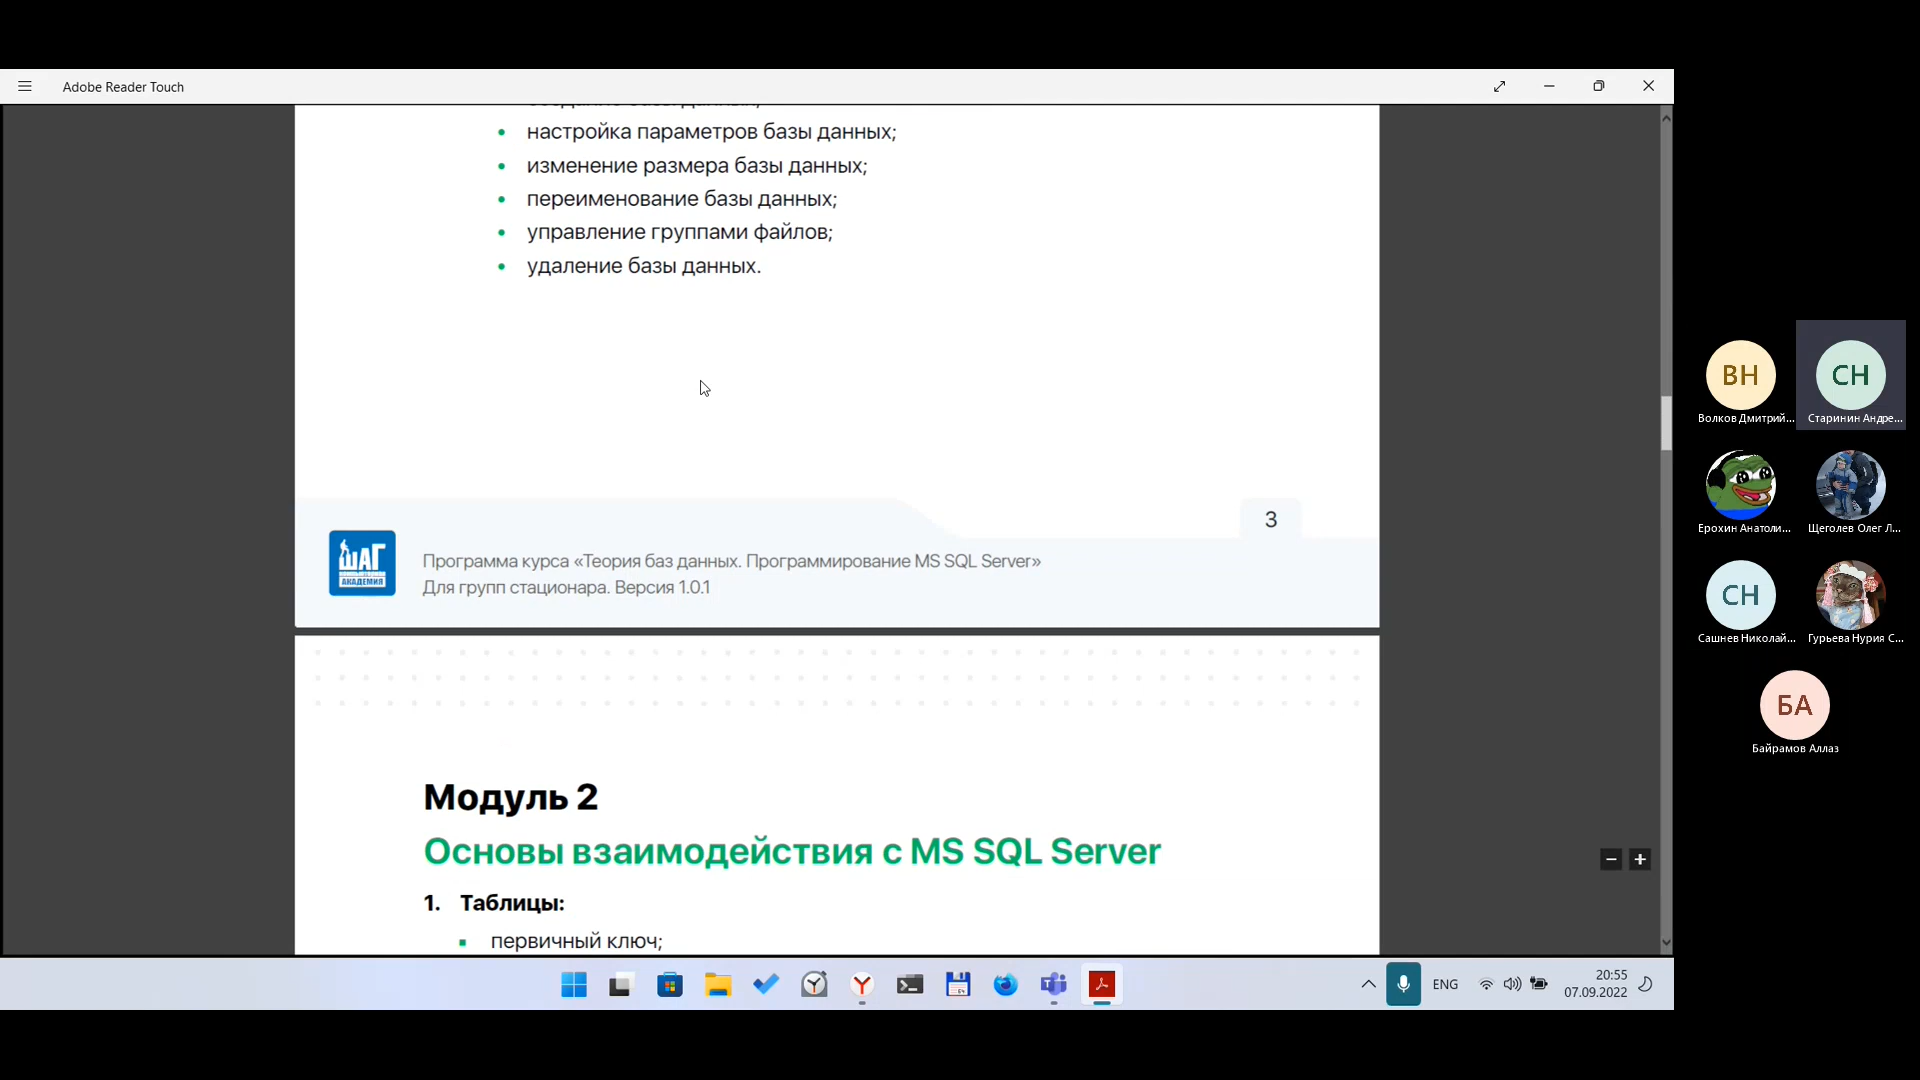 Adobe Reader Touch
создание базы данных;
• настройка параметров базы данных;
• изменение размера базы данных;
• переименование базы данных;
• управление группами файлов;
• удаление базы данных.
3
ШАГ
АКАДЕМИЯ
Программа курса «Теория баз данных. Программирование MS SQL Server»
Для групп стационара. Версия 1.0.1
Модуль 2
Основы взаимодействия с MS SQL Server
1. Таблицы:
▪ первичный ключ;
ENG
20:55
07.09.2022
ВН
Волков Дмитрий...
СН
Старинин Андре...
Ерохин Анатоли...
Щеголев Олег Л...
СН
Сашнев Николай...
Гурьева Нурия С...
БА
Байрамов Аллаз